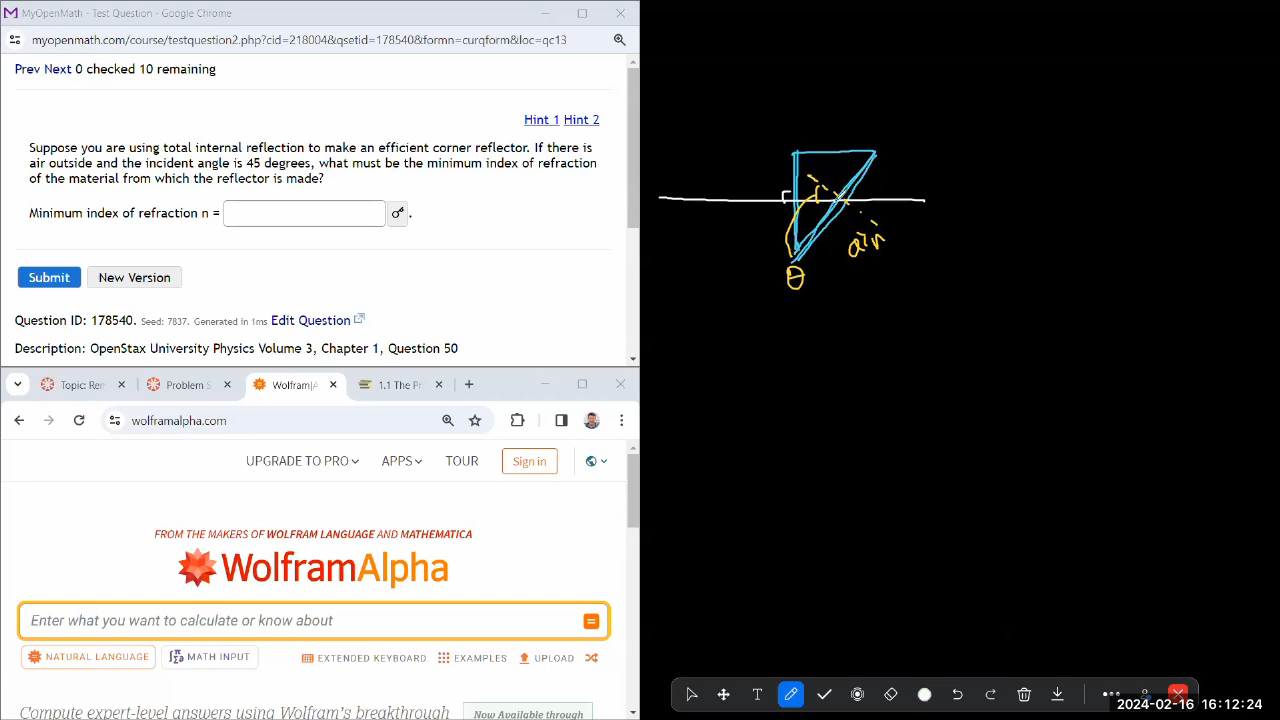 MyOpenMath - Test Question - Google Chrome
myopenmath.com/course/testquestion2.php?cid=218004&qsetid=178540&formn=curqform&loc=qc13
Prev Next 0 checked 10 remaining
Hint 1 Hint 2
Suppose you are using total internal reflection to make an efficient corner reflector. If there is
air outside and the incident angle is 45 degrees, what must be the minimum index of refraction
of the material from which the reflector is made?
Minimum index of refraction n = .
Submit New Version
Question ID: 178540. Seed: 7837. Generated in 1ms Edit Question
Description: OpenStax University Physics Volume 3, Chapter 1, Question 50
Topic: Rer
Problem S
Wolfram|A
1.1 The Pr
wolframalpha.com
UPGRADE TO PRO APPS TOUR Sign in
FROM THE MAKERS OF WOLFRAM LANGUAGE AND MATHEMATICA
WolframAlpha
Enter what you want to calculate or know about
NATURAL LANGUAGE MATH INPUT EXTENDED KEYBOARD EXAMPLES UPLOAD
Compute expert-level answers using Wolfram's breakthrough
Now Available through
air
θ
T
2024-02-16 16:12:24